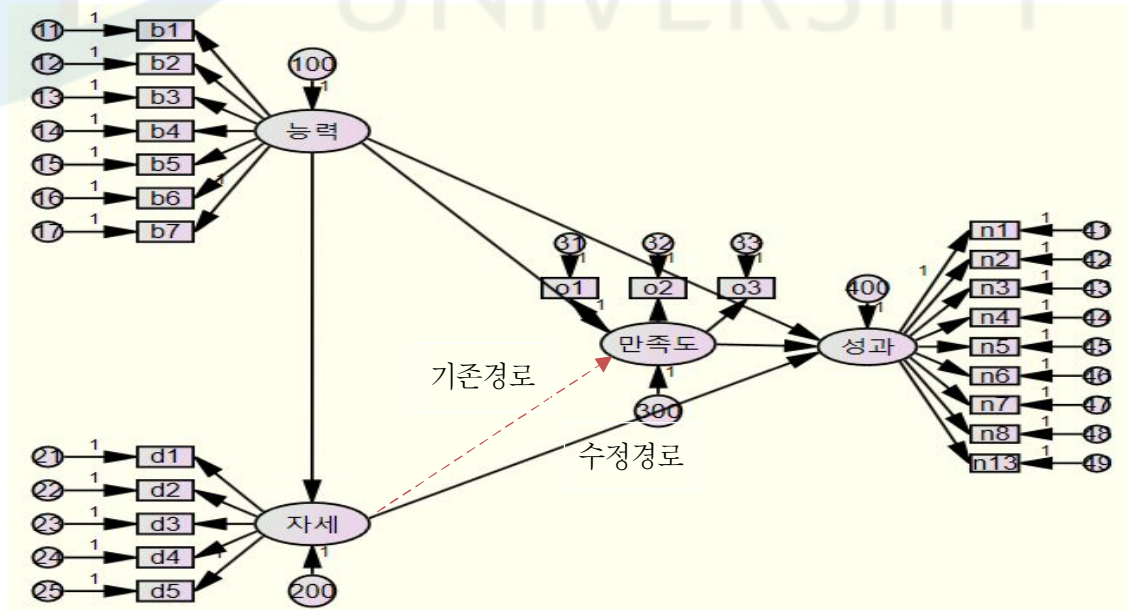 UNIVERSITY
11 1 b1
12 1 b2
13 1 b3
14 1 b4
15 1 b5
16 1 b6
17 1 b7
1
100
1
능력
31 32 33
1 1 1
o1 o2 o3
1
만족도
1
300
400
1
성과
1
n1 1 41
n2 1 42
n3 1 43
n4 1 44
n5 1 45
n6 1 46
n7 1 47
n8 1 48
n13 1 49
기존경로
수정경로
21 1 d1
22 1 d2
23 1 d3
24 1 d4
25 1 d5
1
자세
1
200